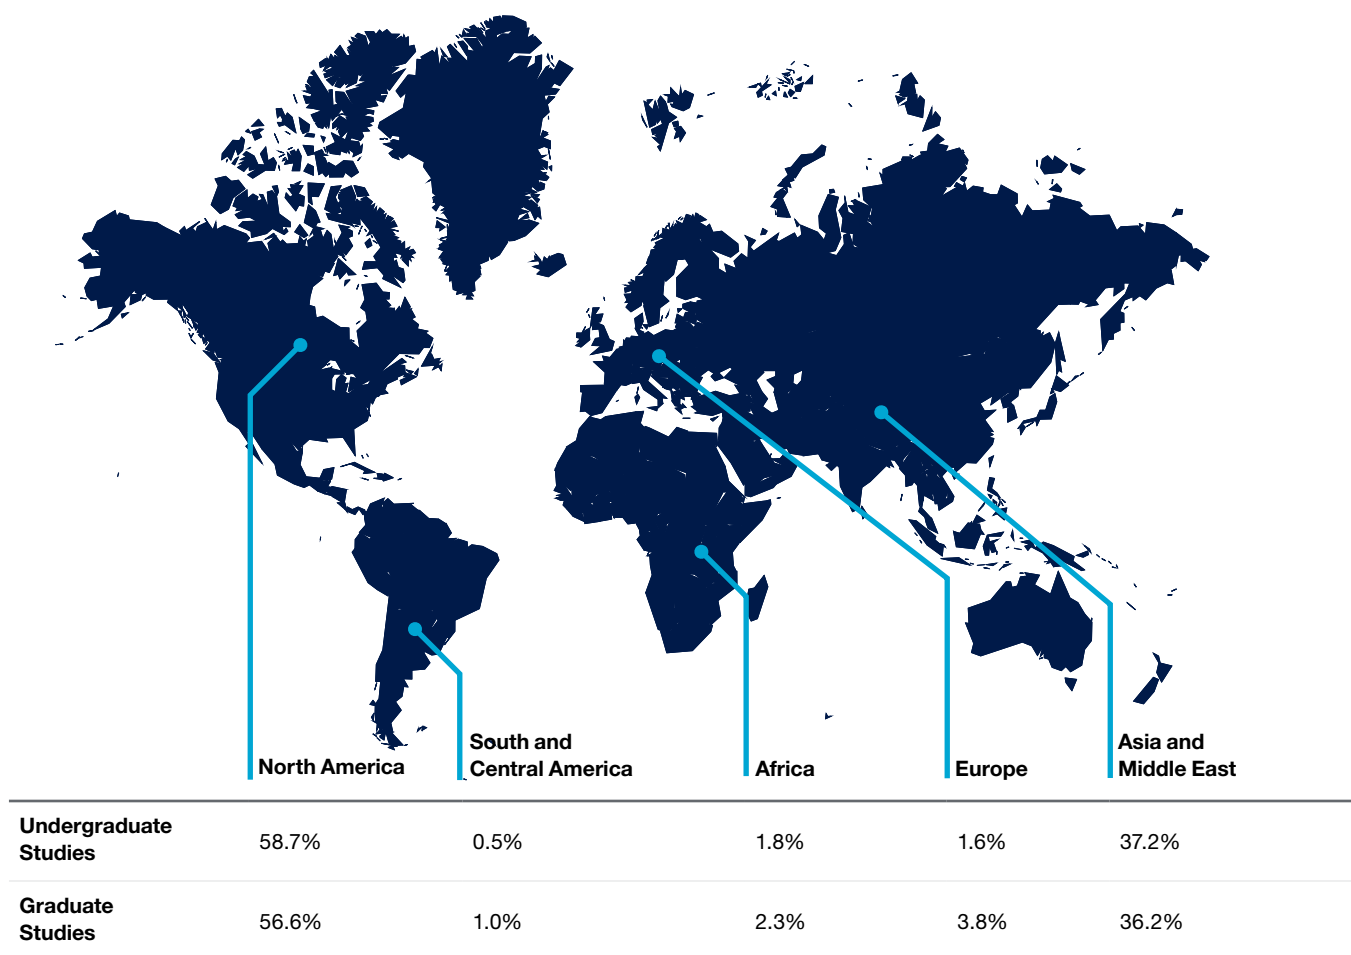 North America
South and
Central America
Africa
Europe
Asia and
Middle East
Undergraduate
Studies
58.7%
0.5%
1.8%
1.6%
37.2%
Graduate
Studies
56.6%
1.0%
2.3%
3.8%
36.2%